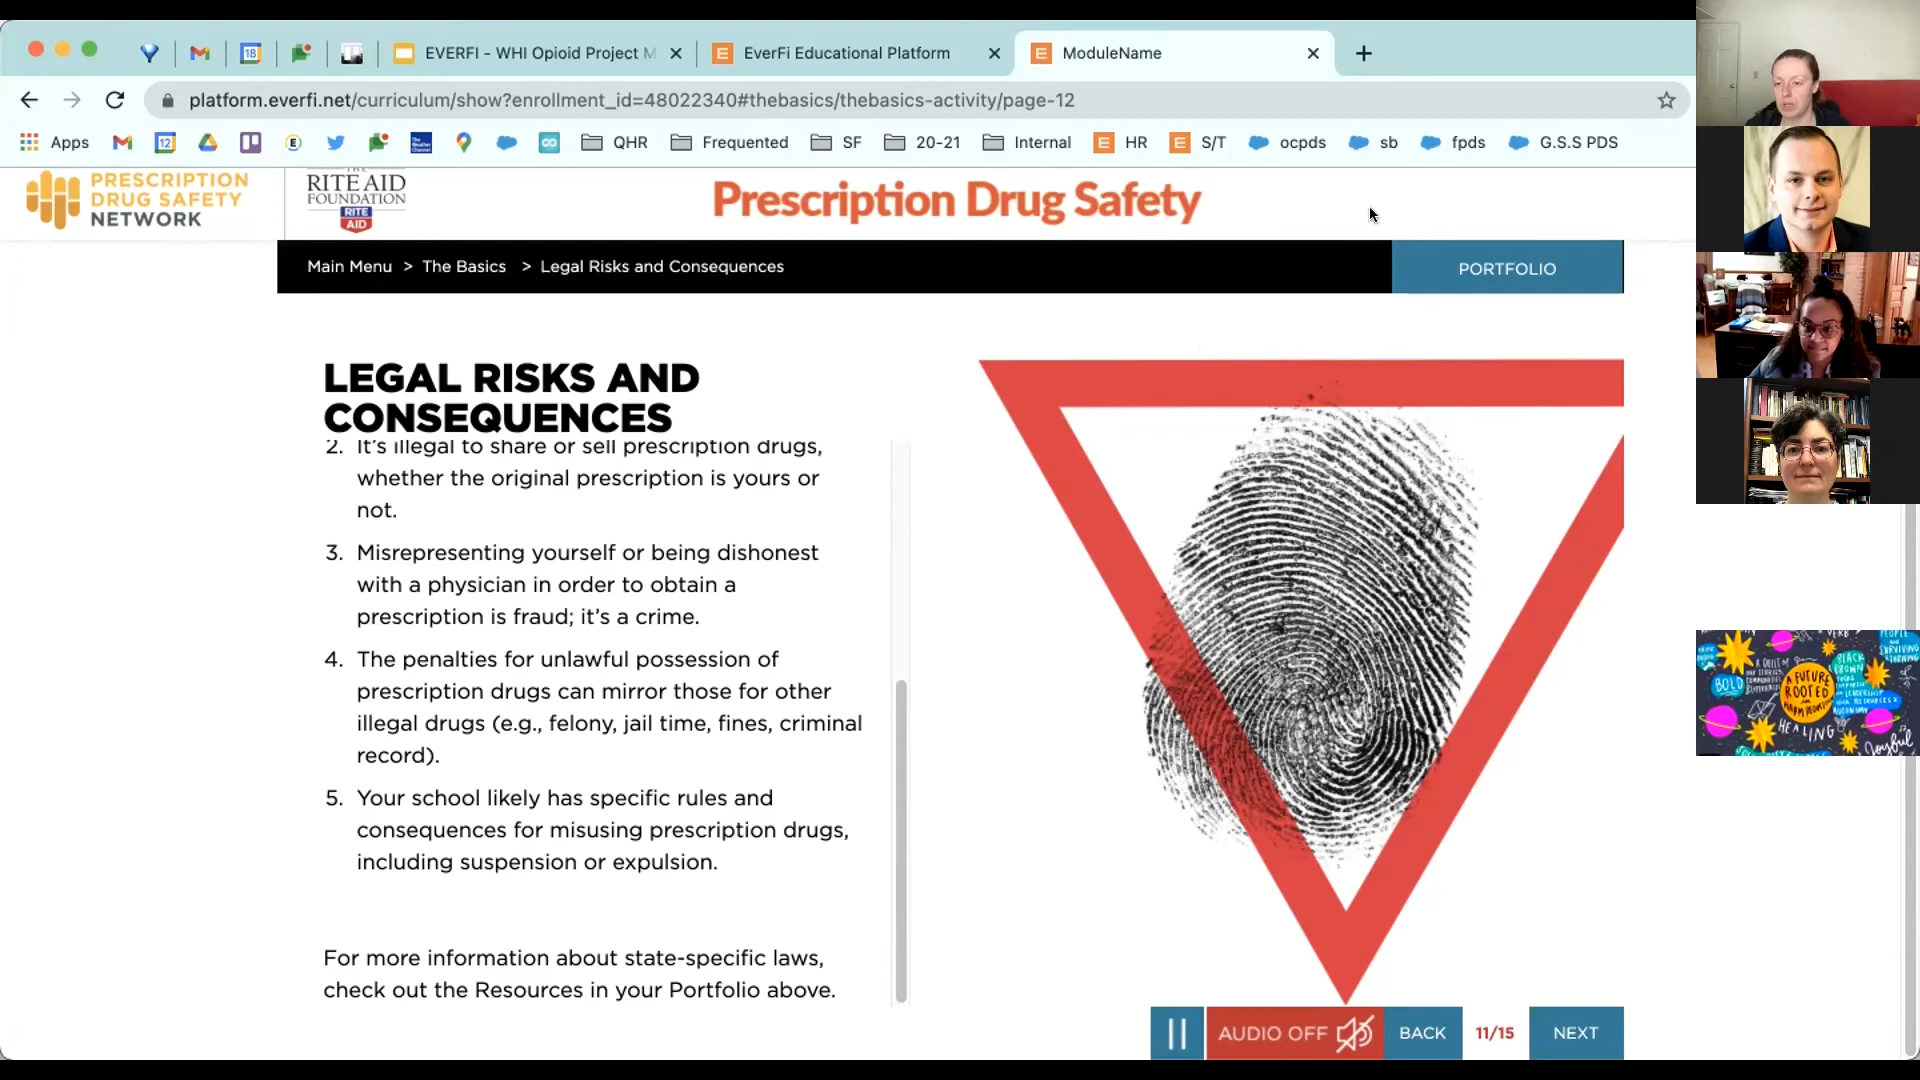 EVERFI - WHI Opioid Project M
EverFi Educational Platform
ModuleName
platform.everfi.net/curriculum/show?enrollment_id=48022340#thebasics/thebasics-activity/page-12
Apps
QHR
Frequented
SF
20-21
Internal
HR
S/T
ocpds
sb
fpds
G.S.S PDS
PRESCRIPTION
DRUG SAFETY
NETWORK
RITE AID
FOUNDATION
RITE
AID
Prescription Drug Safety
Main Menu > The Basics > Legal Risks and Consequences
PORTFOLIO
LEGAL RISKS AND
CONSEQUENCES
2. It's illegal to share or sell prescription drugs,
whether the original prescription is yours or
not.
3. Misrepresenting yourself or being dishonest
with a physician in order to obtain a
prescription is fraud; it's a crime.
4. The penalties for unlawful possession of
prescription drugs can mirror those for other
illegal drugs (e.g., felony, jail time, fines, criminal
record).
5. Your school likely has specific rules and
consequences for misusing prescription drugs,
including suspension or expulsion.
For more information about state-specific laws,
check out the Resources in your Portfolio above.
AUDIO OFF
BACK
11/15
NEXT
BOLD
A FUTURE
ROOTED
HEALING
Joyful